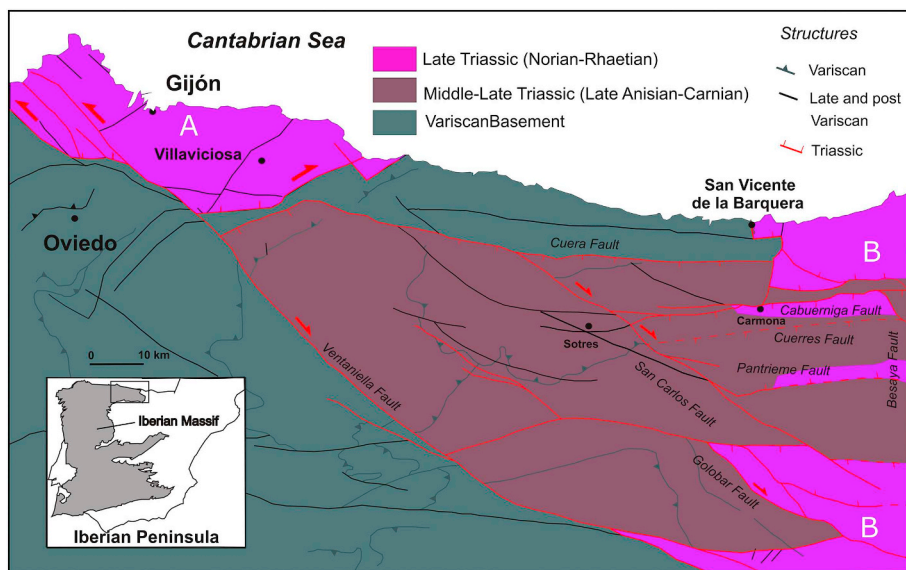 Cantabrian Sea
Gijón
A
Villaviciosa
Oviedo
Late Triassic (Norian-Rhaetian)
Middle-Late Triassic (Late Anisian-Carnian)
VariscanBasement
Structures
Variscan
Late and post
Variscan
Triassic
San Vicente
de la Barquera
B
Cuera Fault
Cabuerniga Fault
Carmona
Cuerres Fault
Sotres
Pantrieme Fault
Besaya Fault
San Carlos Fault
Ventaniella Fault
Golobar Fault
B
0 10 km
Iberian Massif
Iberian Peninsula